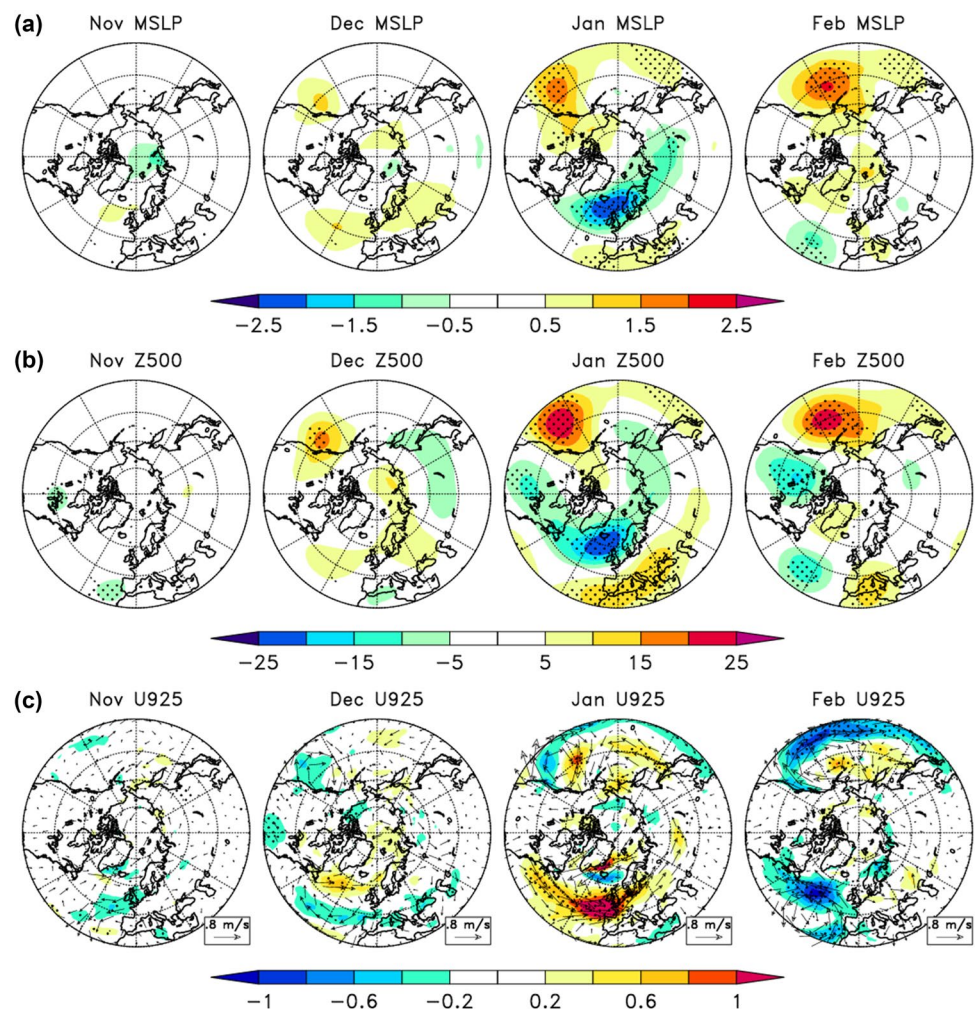 (a)
Nov MSLP Dec MSLP Jan MSLP Feb MSLP
−2.5 −1.5 −0.5 0.5 1.5 2.5
(b)
Nov Z500 Dec Z500 Jan Z500 Feb Z500
−25 −15 −5 5 15 25
(c)
Nov U925 Dec U925 Jan U925 Feb U925
.8 m/s .8 m/s .8 m/s .8 m/s
−1 −0.6 −0.2 0.2 0.6 1